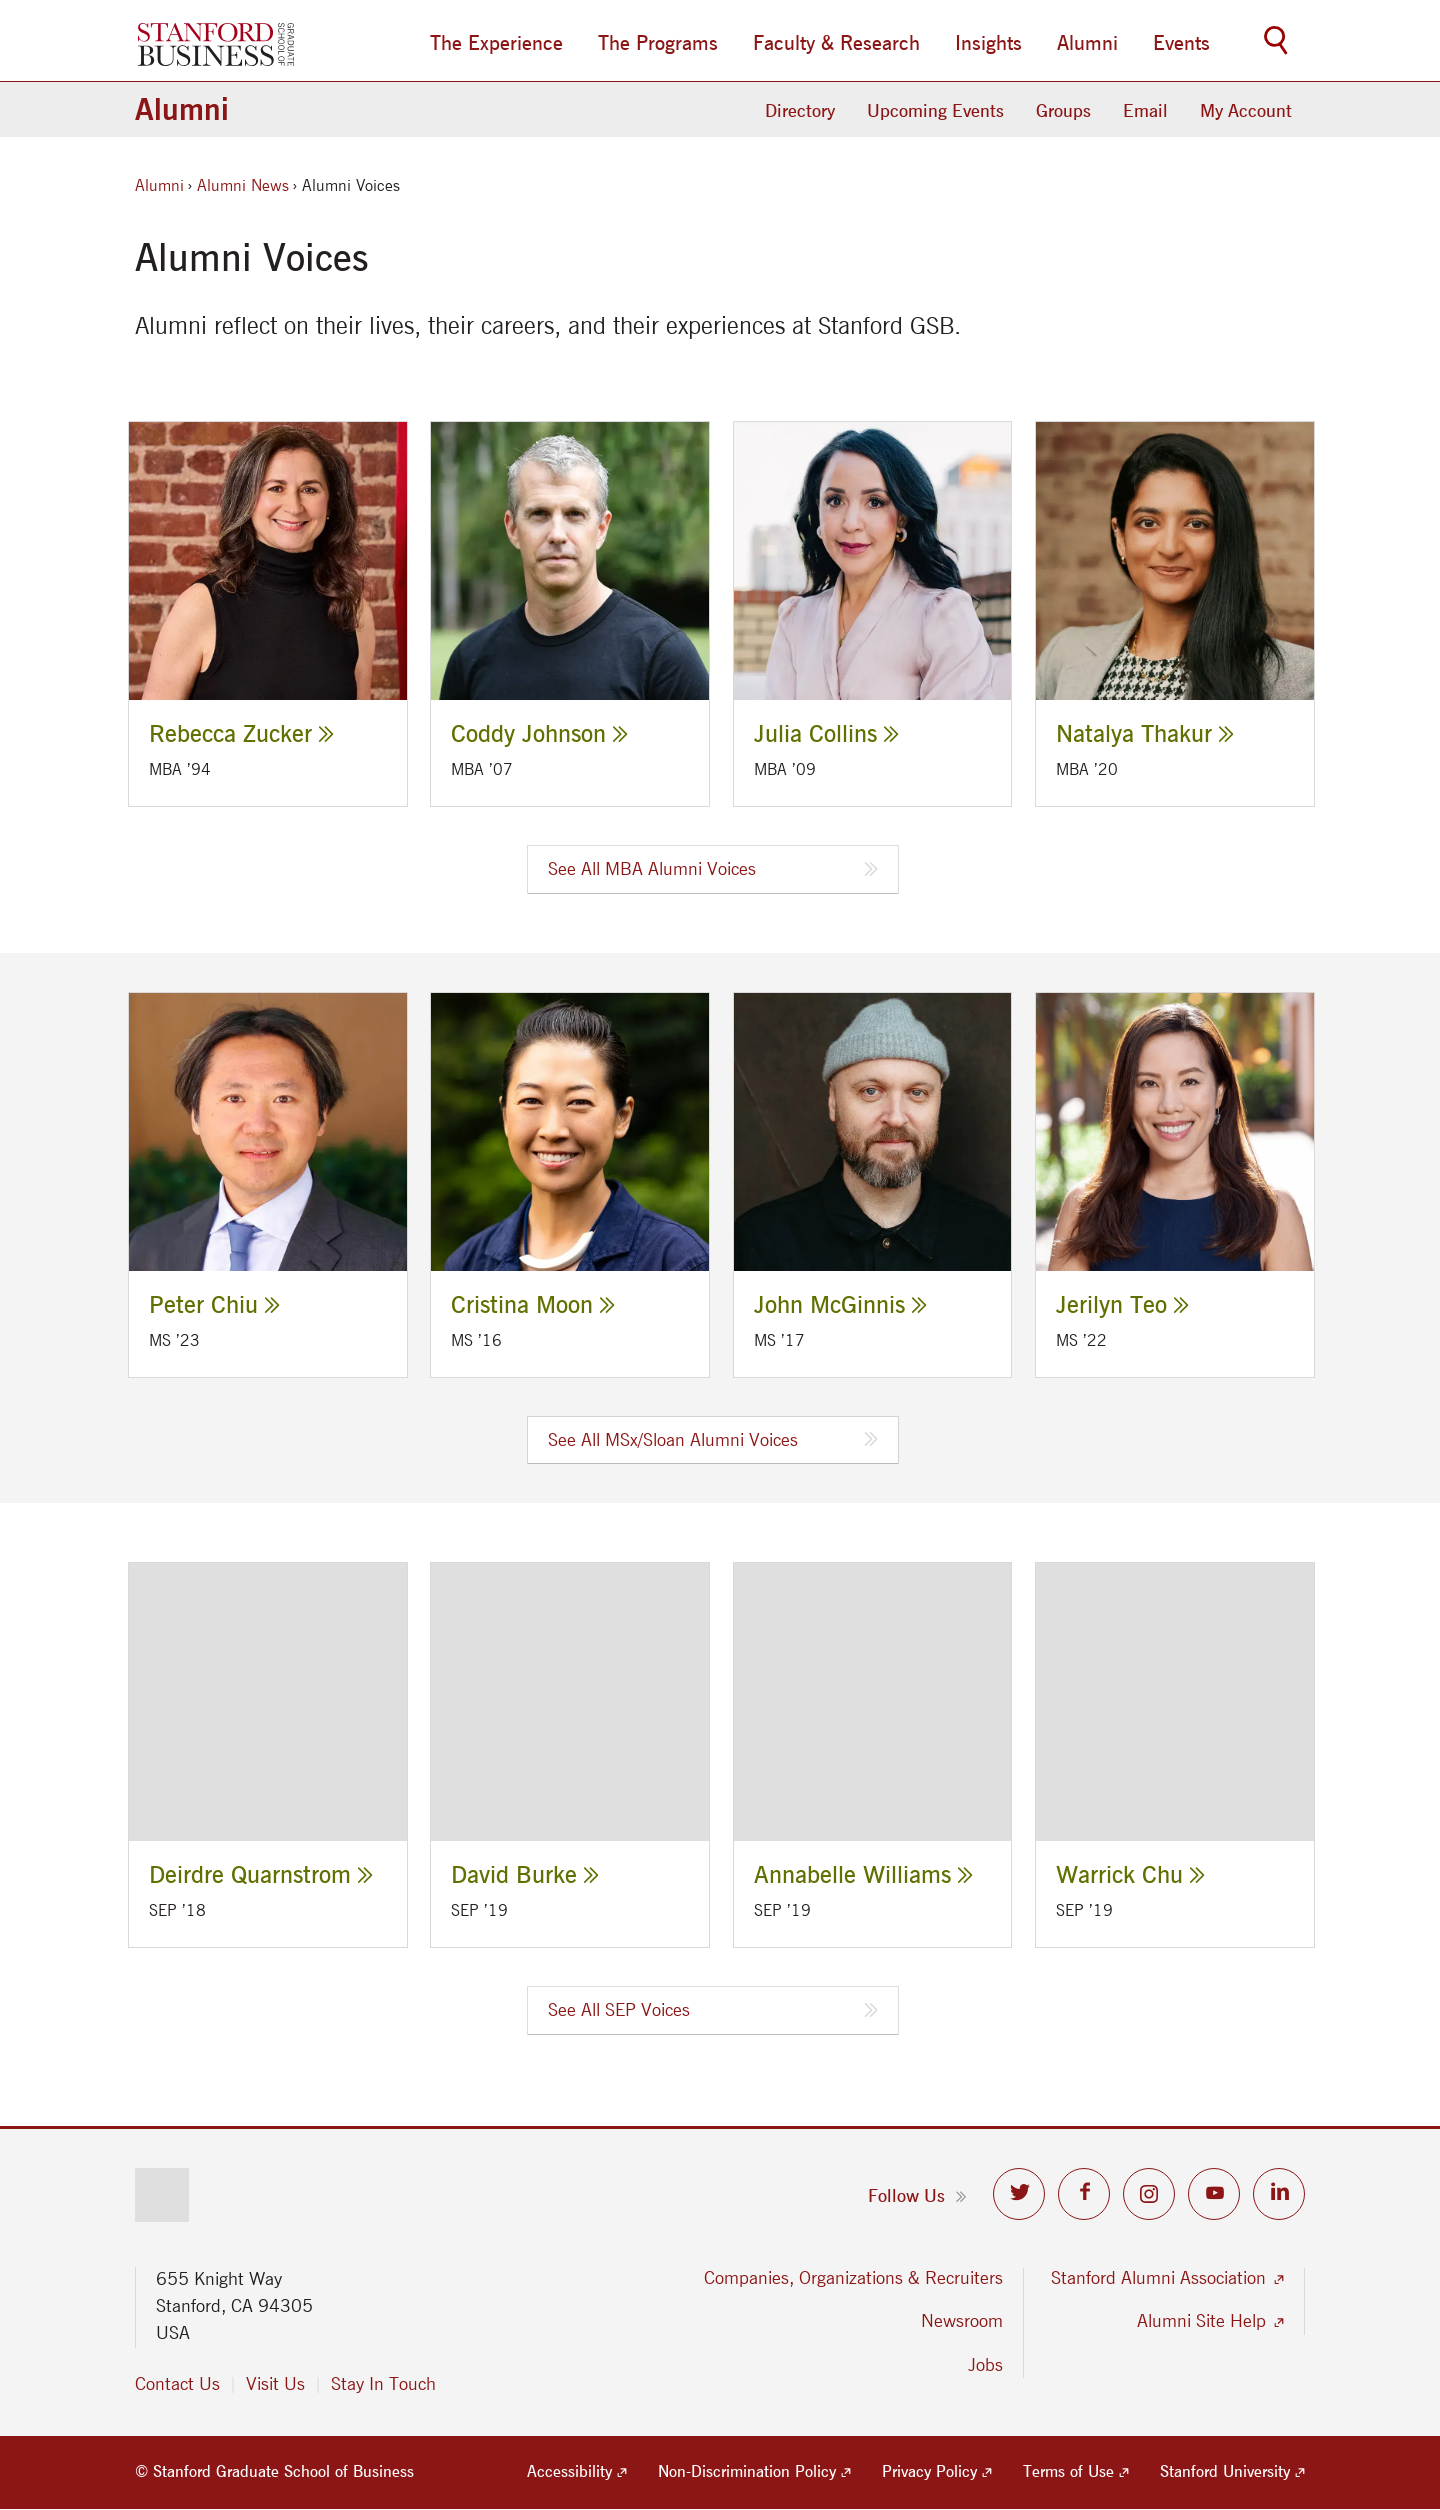 STANFORD
BUSINESS
GRADUATE
SCHOOL OF
The Experience The Programs Faculty & Research Insights Alumni Events
Alumni
Directory Upcoming Events Groups Email My Account
Alumni › Alumni News › Alumni Voices
Alumni Voices
Alumni reflect on their lives, their careers, and their experiences at Stanford GSB.
Rebecca Zucker
MBA ’94
Coddy Johnson
MBA ’07
Julia Collins
MBA ’09
Natalya Thakur
MBA ’20
See All MBA Alumni Voices
Peter Chiu
MS ’23
Cristina Moon
MS ’16
John McGinnis
MS ’17
Jerilyn Teo
MS ’22
See All MSx/Sloan Alumni Voices
Deirdre Quarnstrom
SEP ’18
David Burke
SEP ’19
Annabelle Williams
SEP ’19
Warrick Chu
SEP ’19
See All SEP Voices
Follow Us
655 Knight Way
Stanford, CA 94305
USA
Contact Us | Visit Us | Stay In Touch
Companies, Organizations & Recruiters
Newsroom
Jobs
Stanford Alumni Association
Alumni Site Help
© Stanford Graduate School of Business
Accessibility Non-Discrimination Policy Privacy Policy Terms of Use Stanford University